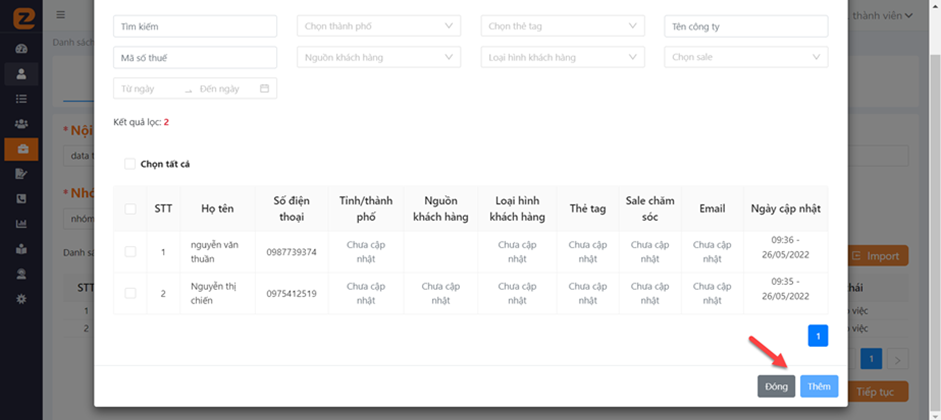 thành viên
Danh sách
Tìm kiếm
Chọn thành phố
Chọn thẻ tag
Tên công ty
Mã số thuế
Nguồn khách hàng
Loại hình khách hàng
Chọn sale
Từ ngày → Đến ngày
Kết quả lọc: 2
* Nội
data t
Chọn tất cả
* Nhó
nhóm
Danh sá
STT
1
2
STT
Họ tên
Số điện
thoại
Tỉnh/thành
phố
Nguồn
khách hàng
Loại hình
khách hàng
Thẻ tag
Sale chăm
sóc
Email
Ngày cập nhật
1
nguyễn văn
thuần
0987739374
Chưa cập
nhật
Chưa cập
nhật
Chưa cập
nhật
Chưa cập
nhật
Chưa cập
nhật
09:36 -
26/05/2022
2
Nguyễn thị
chiến
0975412519
Chưa cập
nhật
Chưa cập
nhật
Chưa cập
nhật
Chưa cập
nhật
Chưa cập
nhật
Chưa cập
nhật
09:35 -
26/05/2022
Import
hái
việc
việc
1
1
Đóng
Thêm
Tiếp tục